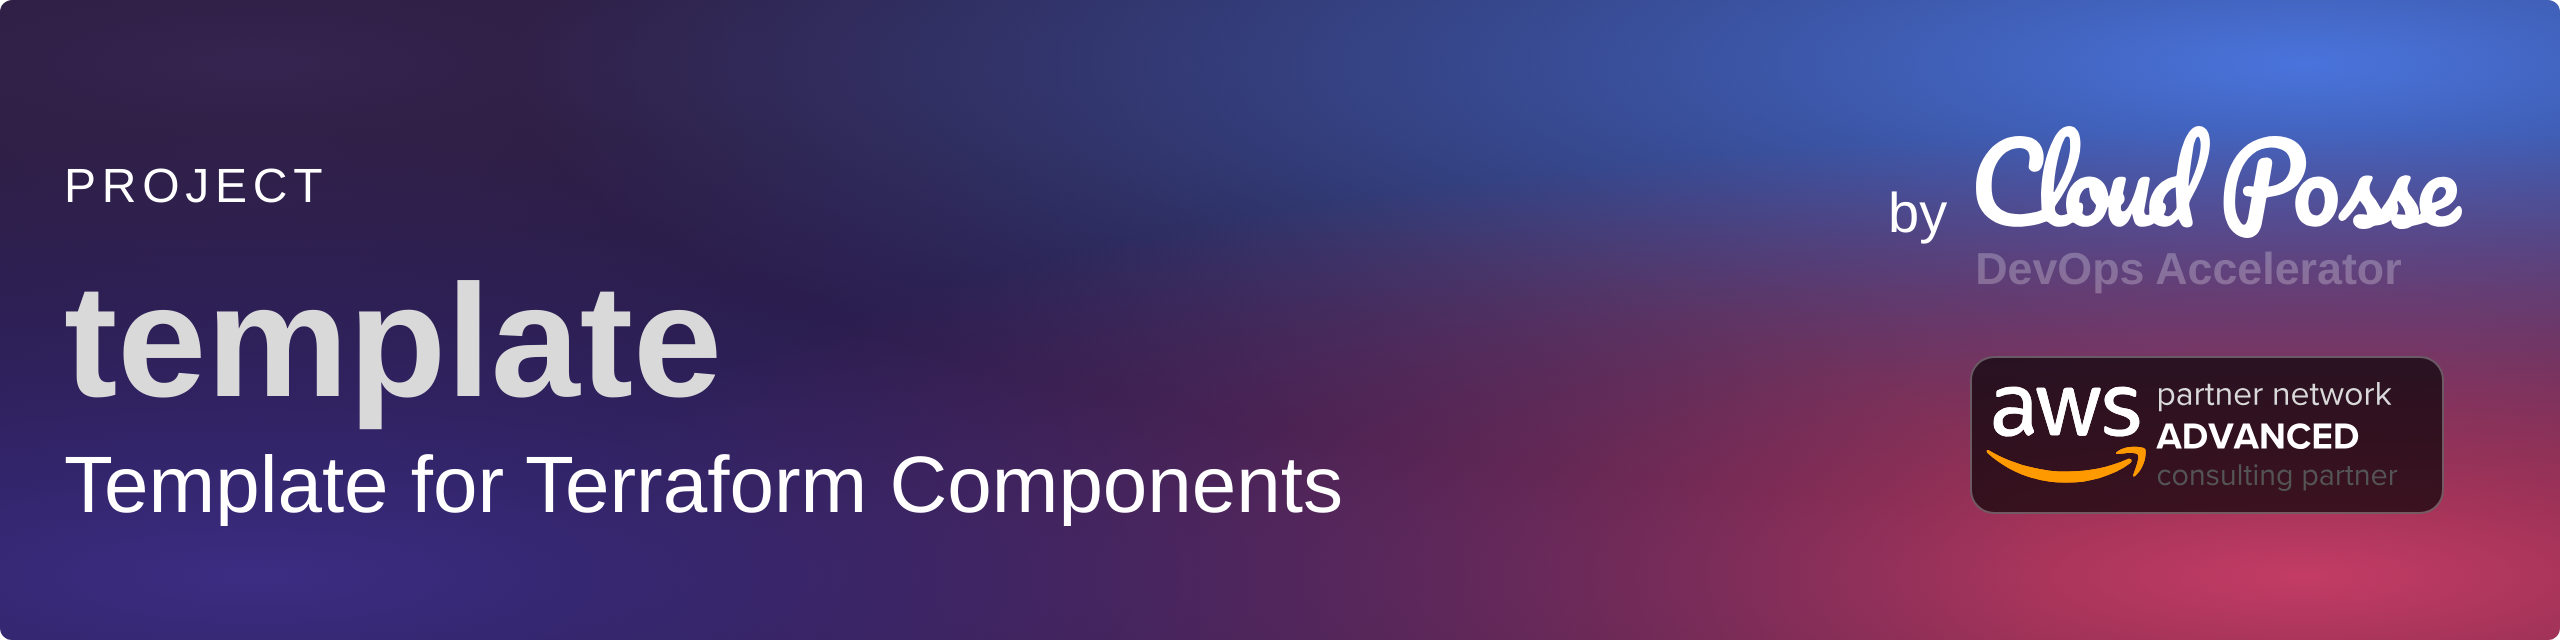 PROJECT
template
Template for Terraform Components
by Cloud Posse
DevOps Accelerator
aws partner network
ADVANCED
consulting partner